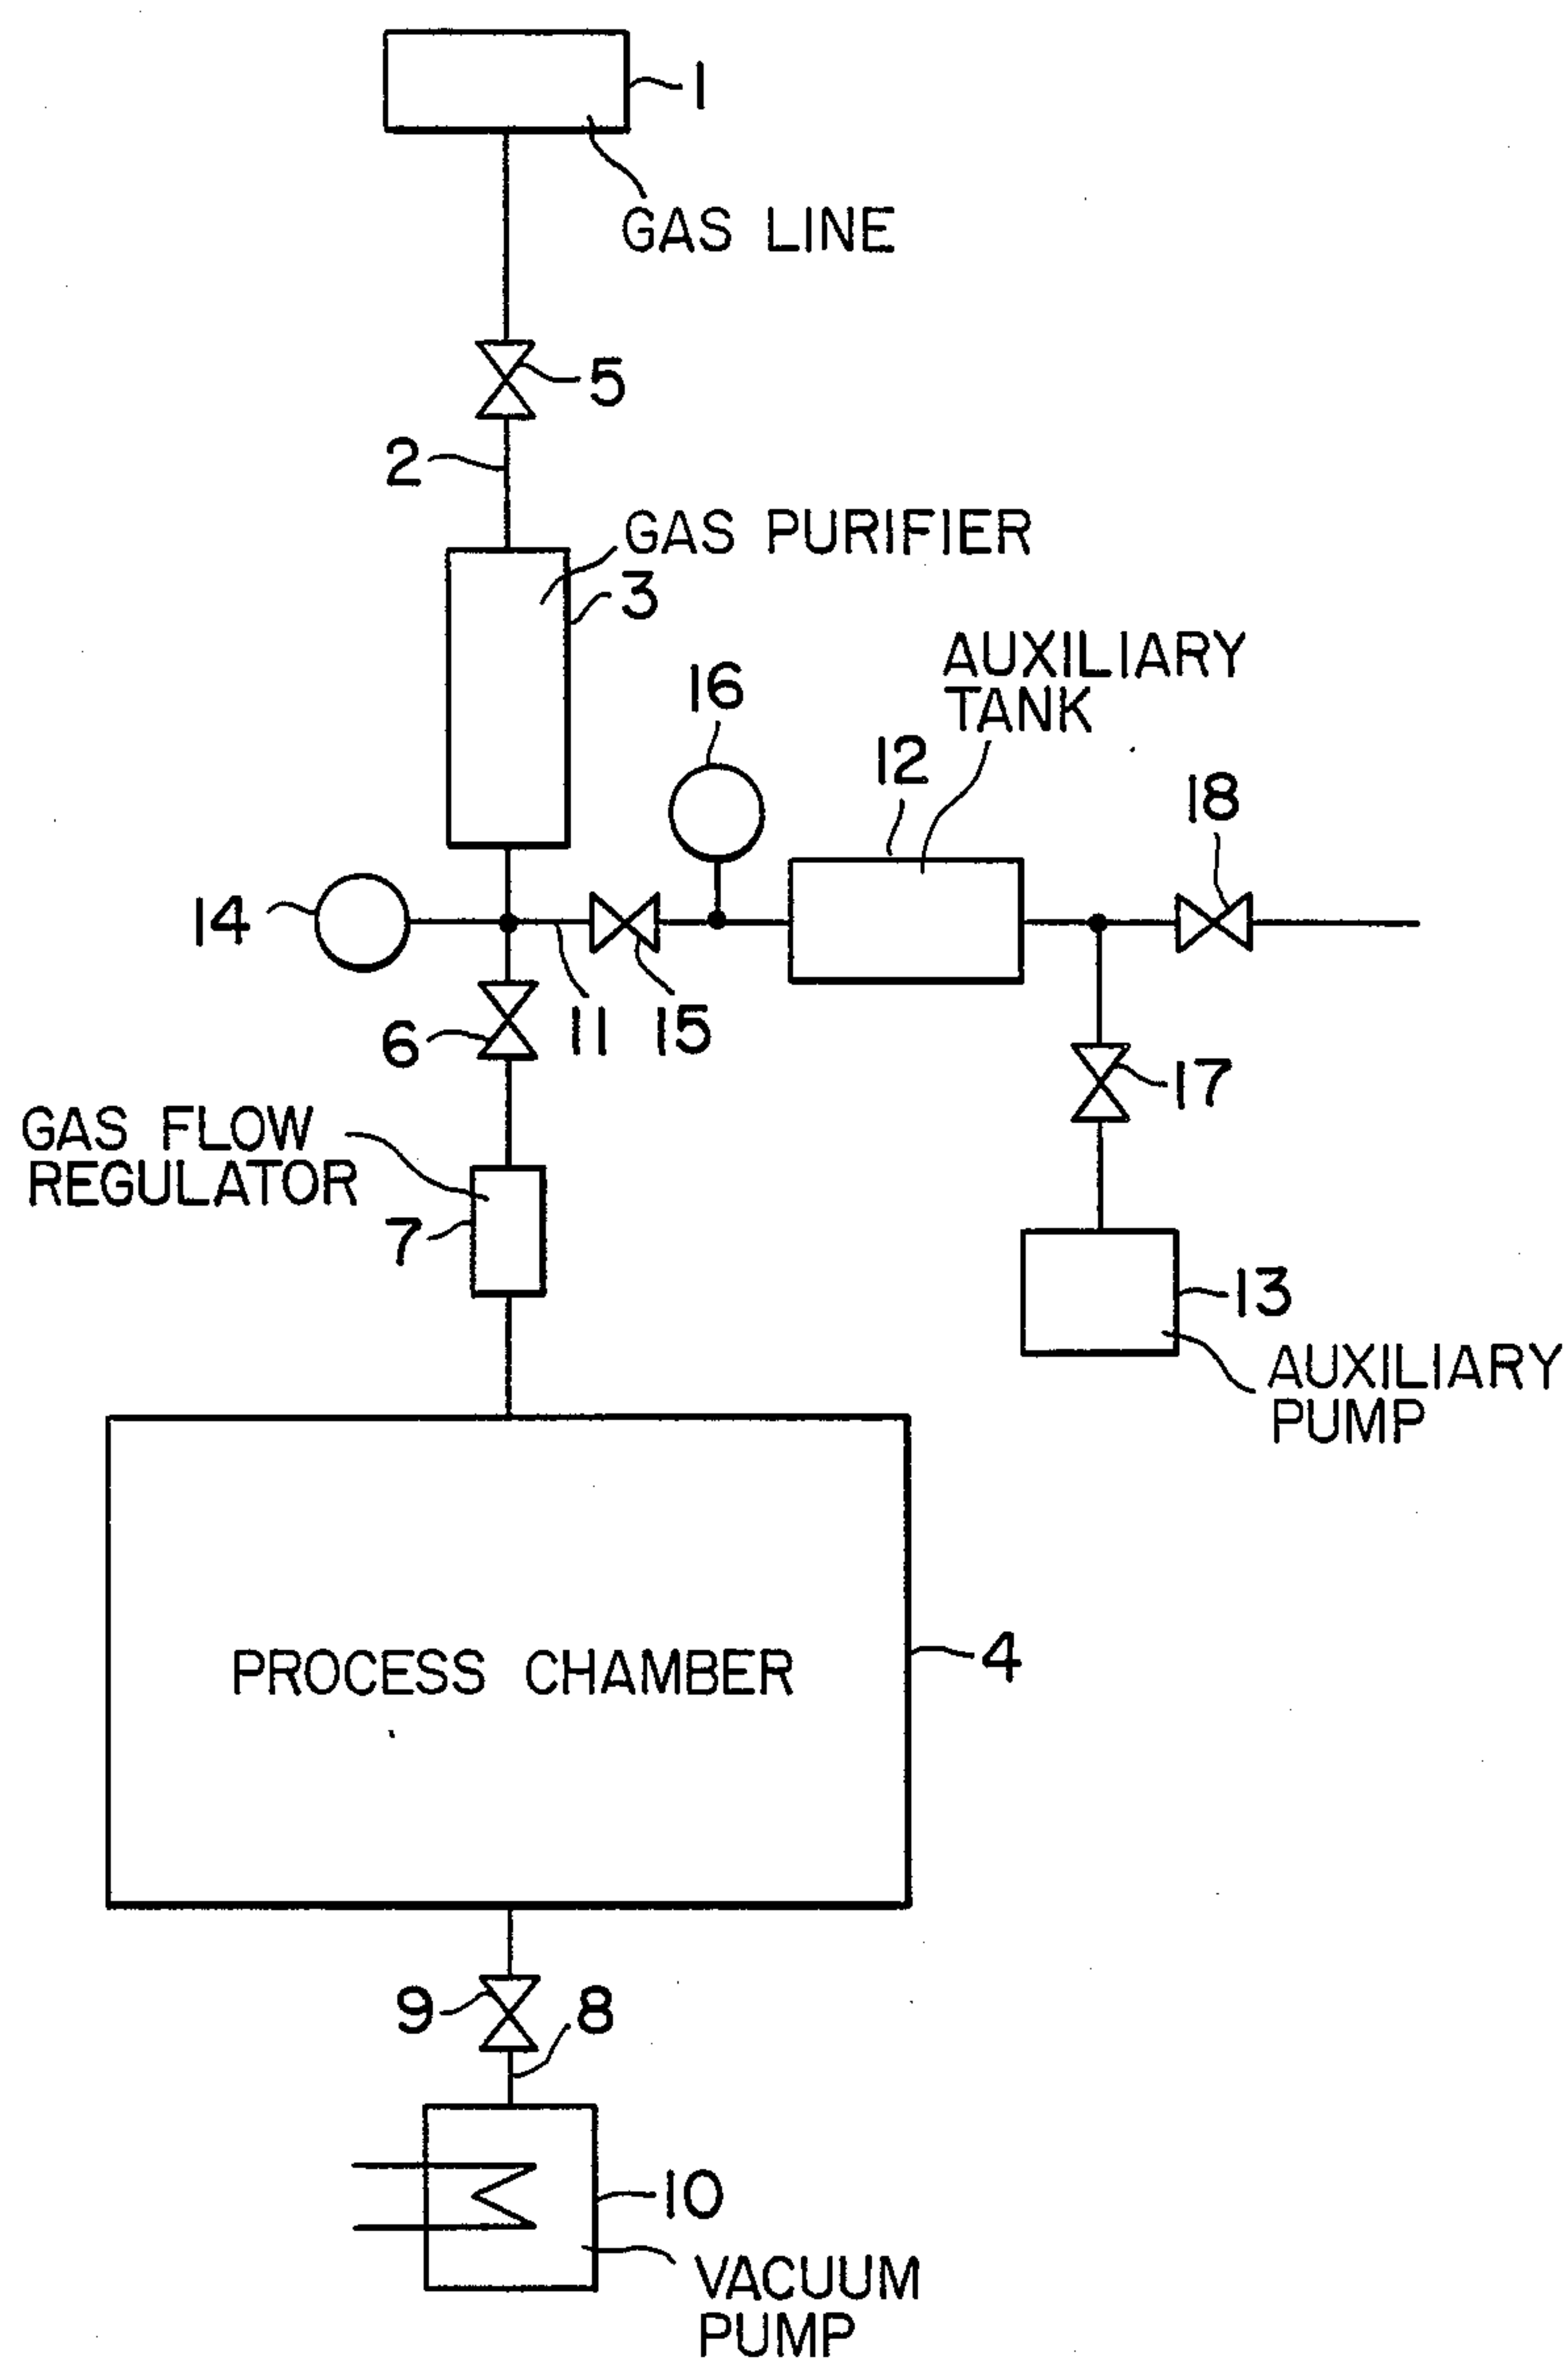 1
GAS LINE
5
2
GAS PURIFIER
3
AUXILIARY
TANK
16
12
18
14
11
15
6
17
GAS FLOW
REGULATOR
7
13
AUXILIARY
PUMP
PROCESS CHAMBER
4
9
8
10
VACUUM
PUMP